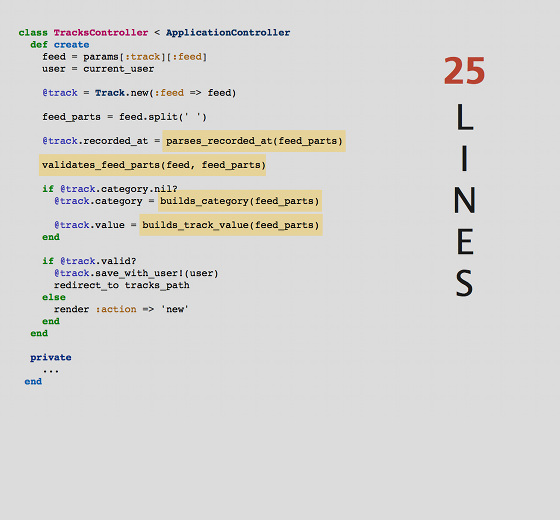 class TracksController < ApplicationController
  def create
    feed = params[:track][:feed]
    user = current_user

    @track = Track.new(:feed => feed)

    feed_parts = feed.split(' ')

    @track.recorded_at = parses_recorded_at(feed_parts)

    validates_feed_parts(feed, feed_parts)

    if @track.category.nil?
      @track.category = builds_category(feed_parts)

      @track.value = builds_track_value(feed_parts)
    end

    if @track.valid?
      @track.save_with_user!(user)
      redirect_to tracks_path
    else
      render :action => 'new'
    end
  end

  private
    ...
 end
25
L
I
N
E
S